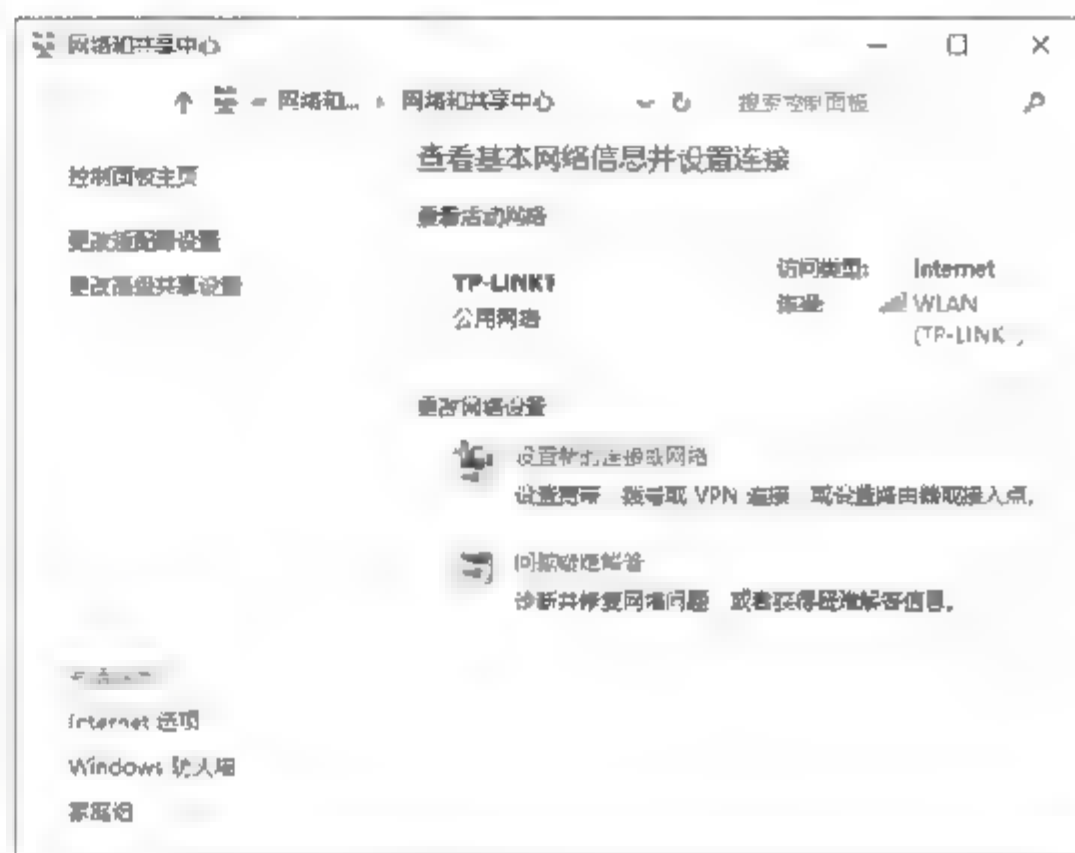 网络和共享中心
网络和... 网络和共享中心 搜索控制面板
控制面板主页
更改适配器设置
更改高级共享设置
查看基本网络信息并设置连接
查看活动网络
TP-LINK
公用网络
访问类型: Internet
连接: WLAN
(TP-LINK )
更改网络设置
设置新的连接或网络
设置宽带、拨号或 VPN 连接；或设置路由器或接入点。
问题疑难解答
诊断并修复网络问题，或者获得疑难解答信息。
Internet 选项
Windows 防火墙
家庭组